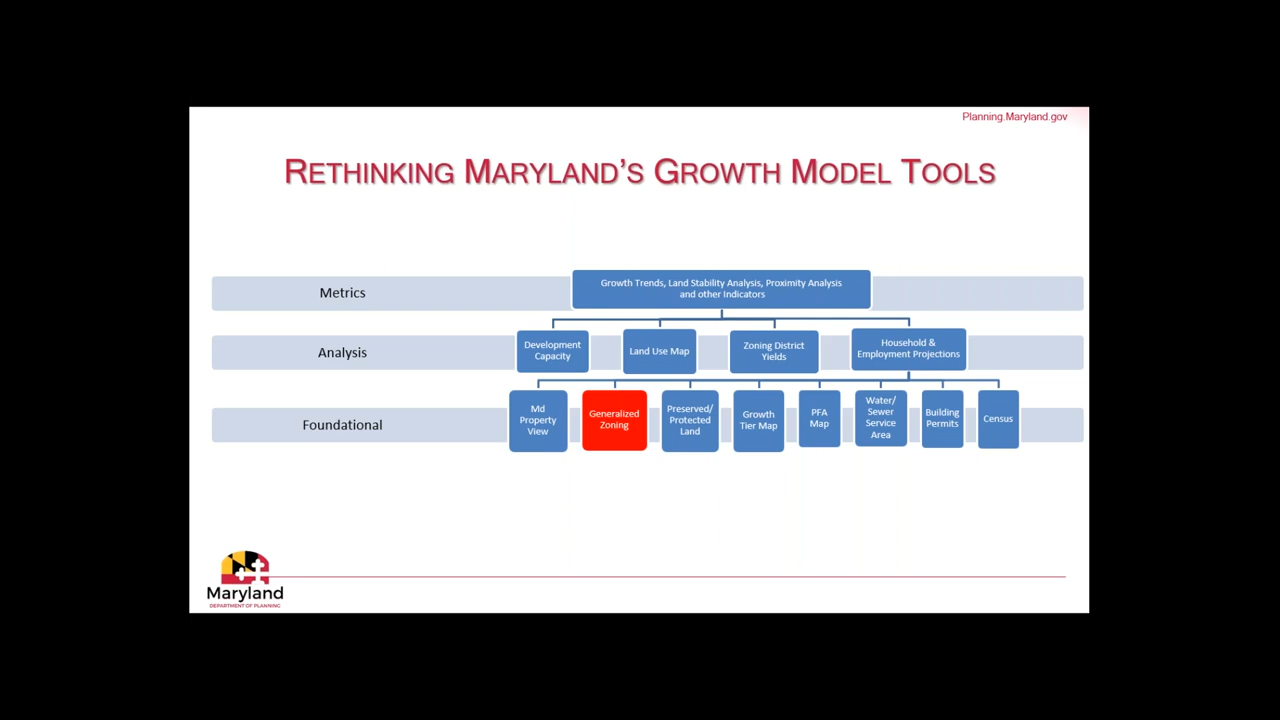 Planning.Maryland.gov
RETHINKING MARYLAND'S GROWTH MODEL TOOLS
Metrics
Growth Trends, Land Stability Analysis, Proximity Analysis
and other Indicators
Analysis
Development
Capacity
Land Use Map
Zoning District
Yields
Household &
Employment Projections
Foundational
Md
Property
View
Generalized
Zoning
Preserved/
Protected
Land
Growth
Tier Map
PFA
Map
Water/
Sewer
Service
Area
Building
Permits
Census
Maryland
DEPARTMENT OF PLANNING